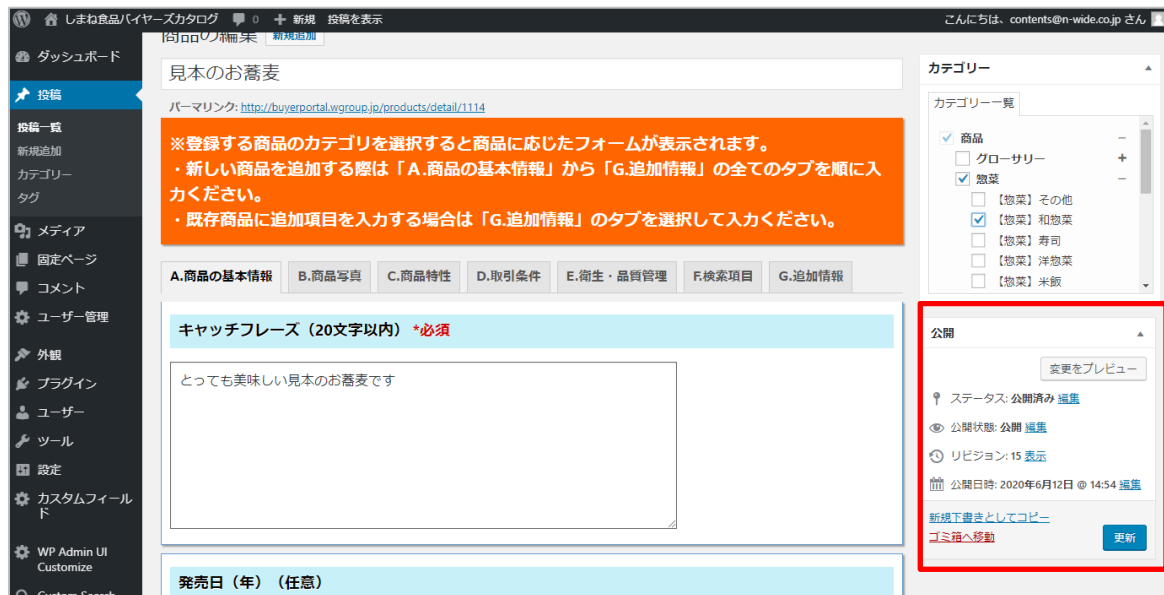 しまね食品バイヤーズカタログ 0 新規 投稿を表示 こんにちは、contents@n-wide.co.jp さん
商品の編集 新規追加
見本のお蕎麦
パーマリンク: http://buyerportal.wgroup.jp/products/detail/1114
※登録する商品のカテゴリを選択すると商品に応じたフォームが表示されます。
・新しい商品を追加する際は「A.商品の基本情報」から「G.追加情報」の全てのタブを順に入
力ください。
・既存商品に追加項目を入力する場合は「G.追加情報」のタブを選択して入力ください。
A.商品の基本情報 B.商品写真 C.商品特性 D.取引条件 E.衛生・品質管理 F.検索項目 G.追加情報
キャッチフレーズ（20文字以内） *必須
とっても美味しい見本のお蕎麦です
発売日（年）（任意）
ダッシュボード
投稿
投稿一覧
新規追加
カテゴリー
タグ
メディア
固定ページ
コメント
ユーザー管理
外観
プラグイン
ユーザー
ツール
設定
カスタムフィール
ド
WP Admin UI
Customize
Custom Search
カテゴリー
カテゴリー一覧
商品
グローサリー
惣菜
【惣菜】その他
【惣菜】和惣菜
【惣菜】寿司
【惣菜】洋惣菜
【惣菜】米飯
公開
変更をプレビュー
ステータス: 公開済み 編集
公開状態: 公開 編集
リビジョン: 15 表示
公開日時: 2020年6月12日 @ 14:54 編集
新規下書きとしてコピー
ゴミ箱へ移動 更新